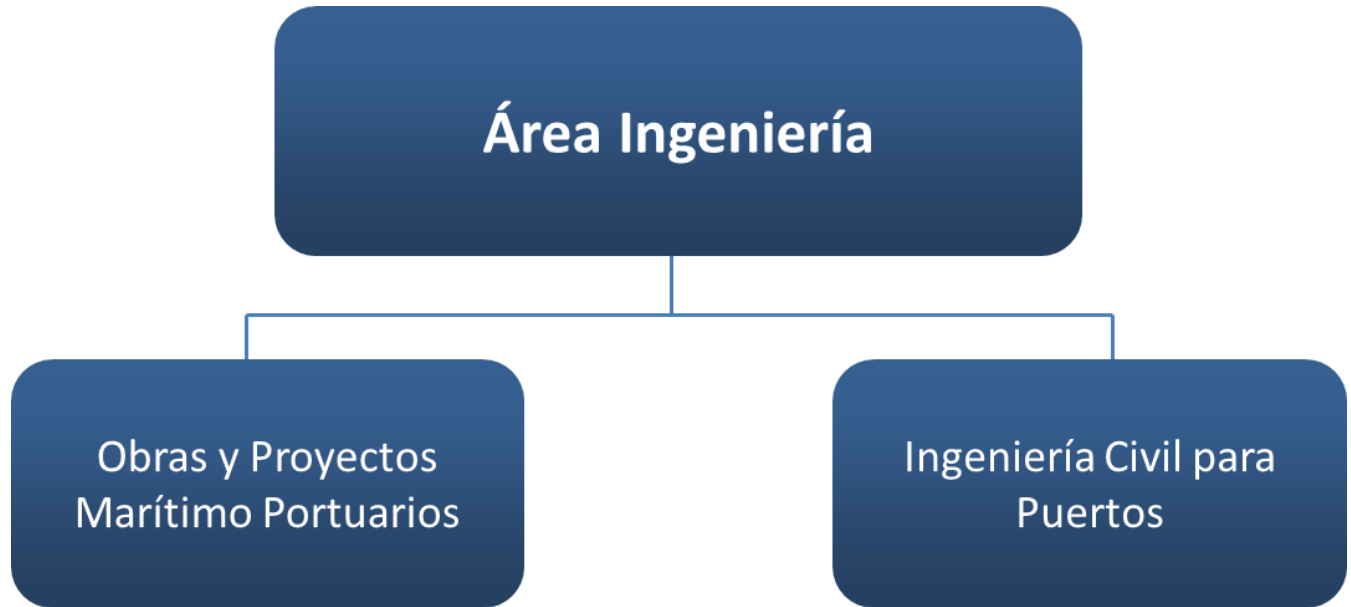 Área Ingeniería
Obras y Proyectos
Marítimo Portuarios
Ingeniería Civil para
Puertos